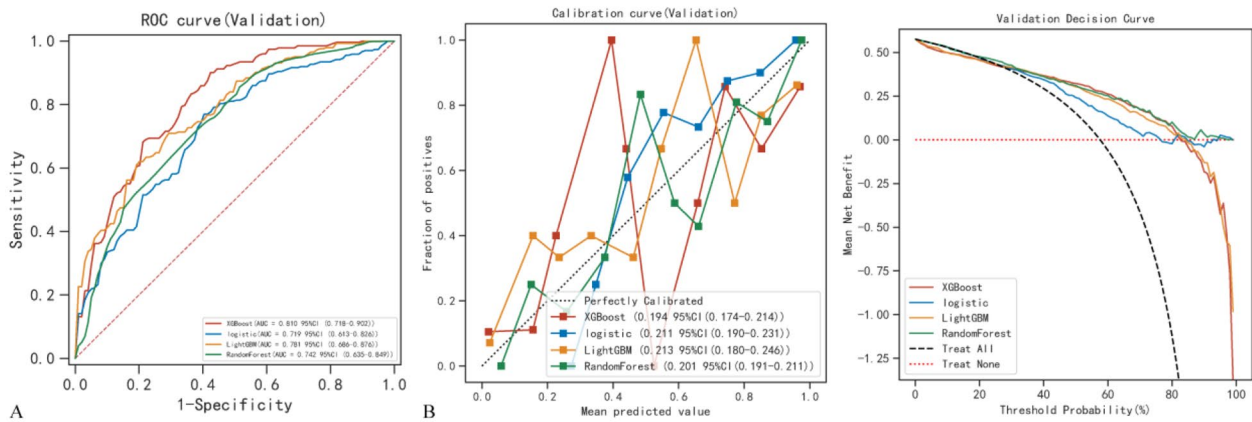 ROC curve(Validation)
1.0
0.8
0.6
0.4
0.2
0.0
Sensitivity
XGBoost(AUC = 0.810 95%CI (0.718-0.902))
logistic(AUC = 0.719 95%CI (0.613-0.826))
LightGBM(AUC = 0.781 95%CI (0.686-0.876))
RandomForest(AUC = 0.742 95%CI (0.635-0.849))
0.0 0.2 0.4 0.6 0.8 1.0
1-Specificity
A
Calibration curve(Validation)
1.0
0.8
0.6
0.4
0.2
0.0
Fraction of positives
Perfectly Calibrated
XGBoost (0.194 95%CI(0.174-0.214))
logistic (0.211 95%CI(0.190-0.231))
LightGBM (0.213 95%CI(0.180-0.246))
RandomForest (0.201 95%CI(0.191-0.211))
0.0 0.2 0.4 0.6 0.8 1.0
Mean predicted value
B
Validation Decision Curve
0.50
0.25
0.00
-0.25
-0.50
-0.75
-1.00
-1.25
Mean Net Benefit
XGBoost
logistic
LightGBM
RandomForest
Treat All
Treat None
0 20 40 60 80 100
Threshold Probability(%)